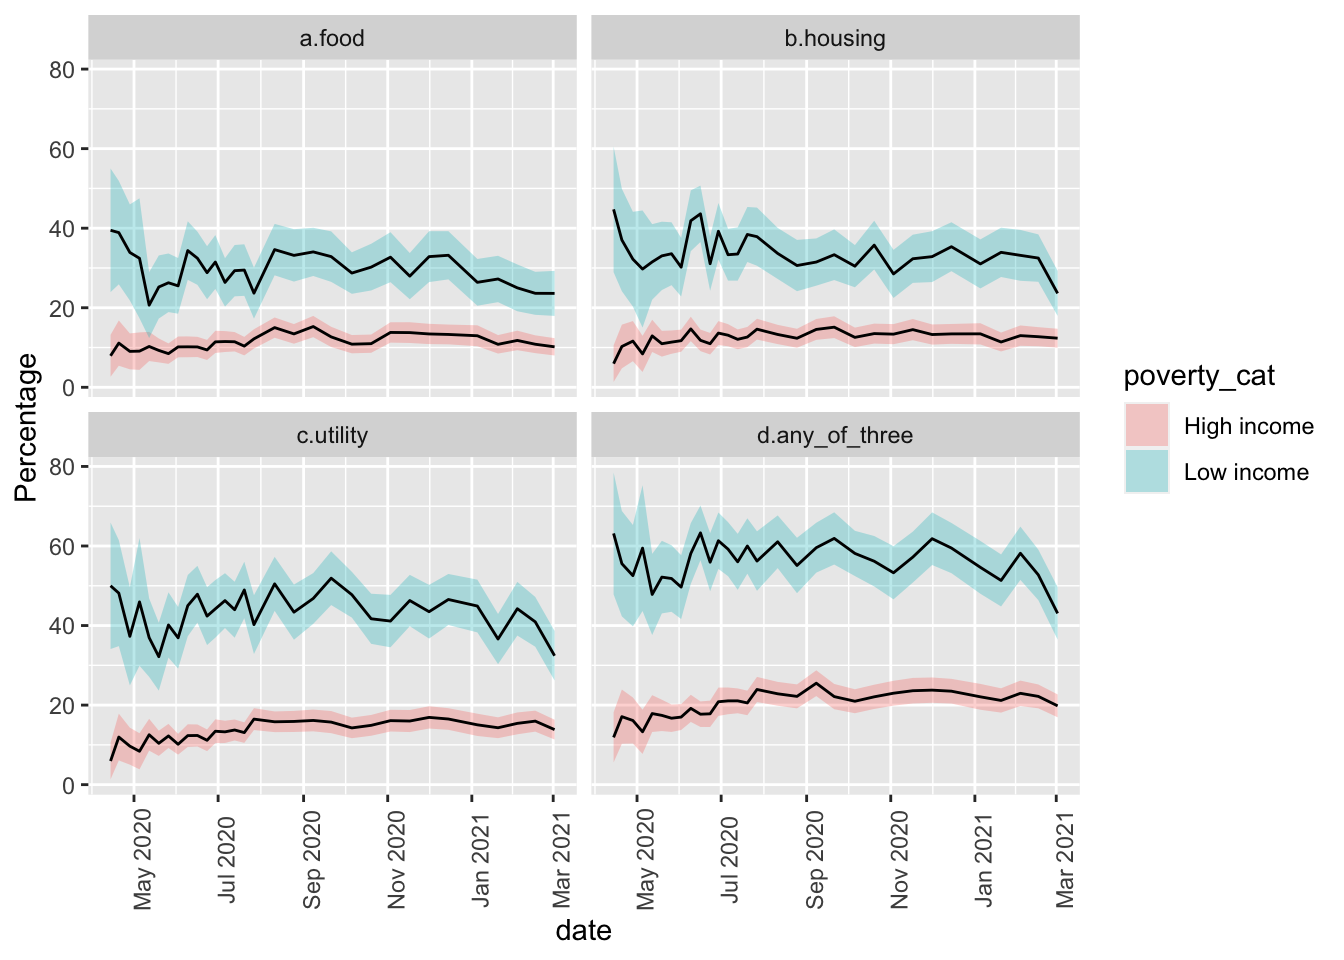 a.food
b.housing
80
60
40
20
0
c.utility
d.any_of_three
80
60
40
20
0
Percentage
May 2020
Jul 2020
Sep 2020
Nov 2020
Jan 2021
Mar 2021
May 2020
Jul 2020
Sep 2020
Nov 2020
Jan 2021
Mar 2021
date
poverty_cat
High income
Low income